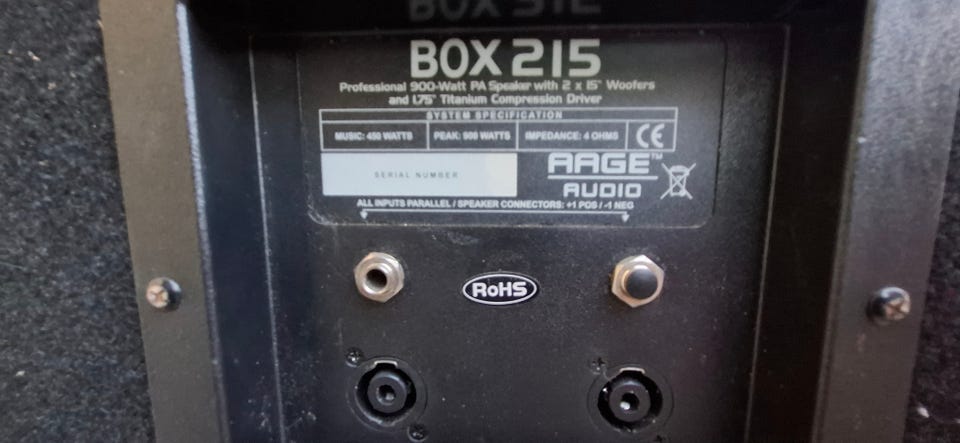 BOX 215
Professional 900-Watt PA Speaker with 2 x 15" Woofers
and 1.75" Titanium Compression Driver
SYSTEM SPECIFICATION
MUSIC: 450 WATTS PEAK: 900 WATTS IMPEDANCE: 4 OHMS CE
SERIAL NUMBER
AAGE™
AUDIO
ALL INPUTS PARALLEL / SPEAKER CONNECTORS: +1 POS / -1 NEG
RoHS